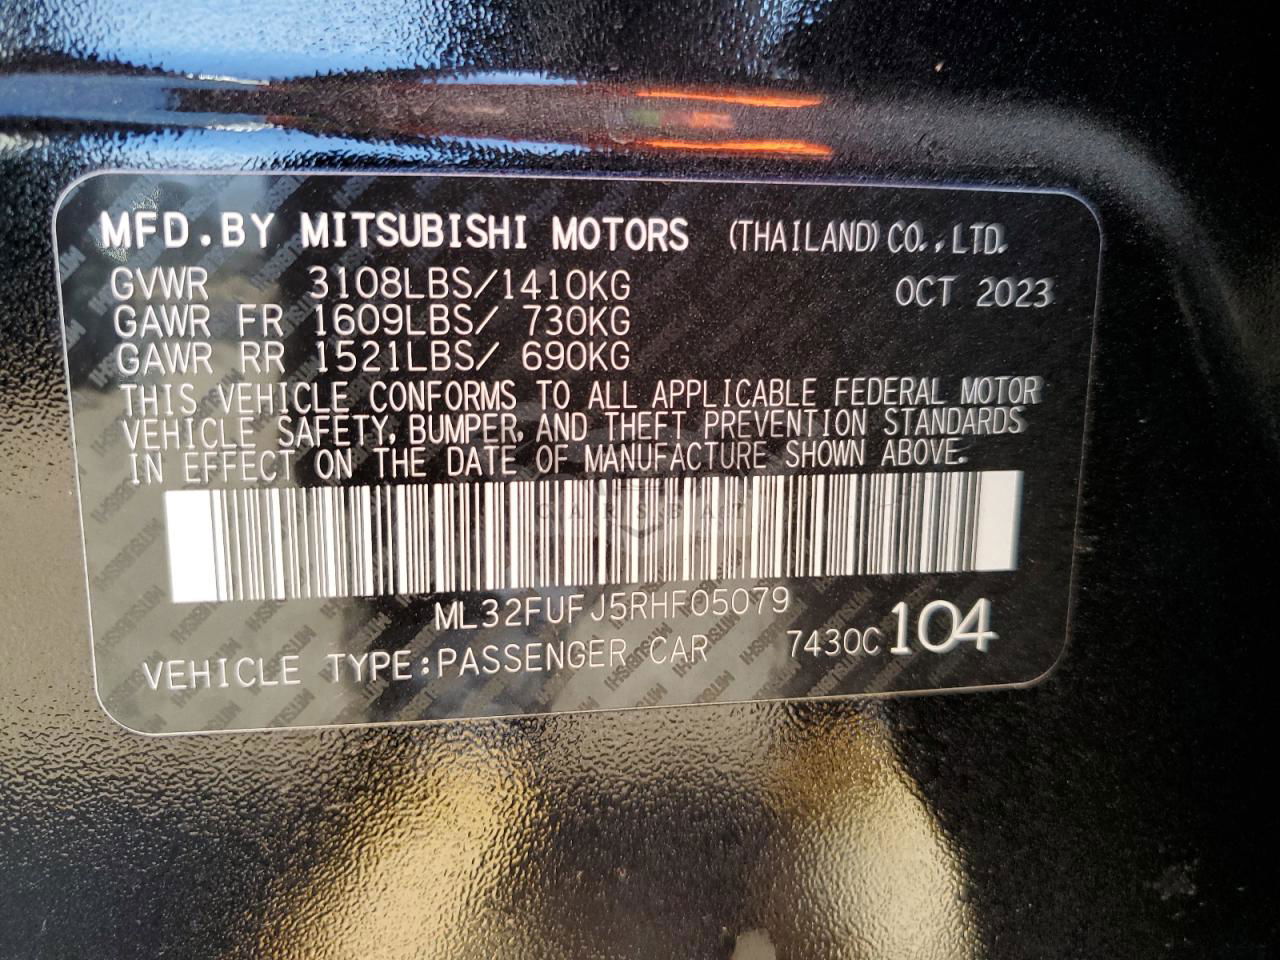 MFD.BY MITSUBISHI MOTORS (THAILAND) CO.,LTD.
GVWR 3108LBS/1410KG OCT 2023
GAWR FR 1609LBS/ 730KG
GAWR RR 1521LBS/ 690KG
THIS VEHICLE CONFORMS TO ALL APPLICABLE FEDERAL MOTOR
VEHICLE SAFETY, BUMPER, AND THEFT PREVENTION STANDARDS
IN EFFECT ON THE DATE OF MANUFACTURE SHOWN ABOVE.
ML32FUFJ5RHF05079
VEHICLE TYPE:PASSENGER CAR 7430C 104